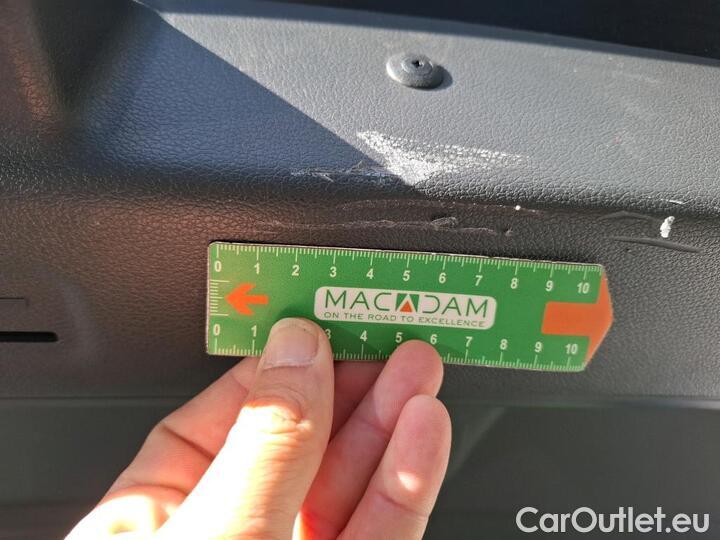 0 1 2 3 4 5 6 7 8 9 10
MACADAM
ON THE ROAD TO EXCELLENCE
0 1 3 4 5 6 7 8 9 10
CarOutlet.eu